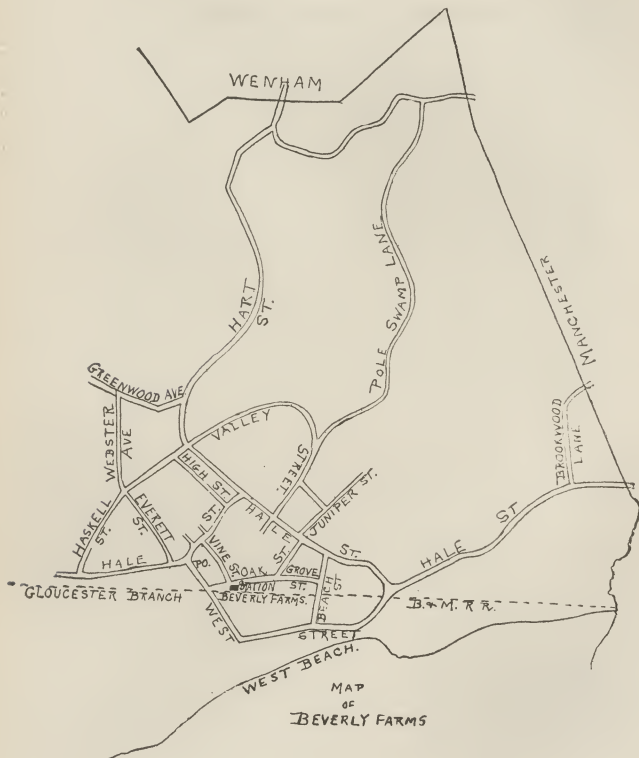 WENHAM
MANCHESTER
HART
ST.
POLE SWAMP LANE
GREENWOOD AVE
WEBSTER
AVE
VALLEY
STREET.
BROOKWOOD
LANE
HIGH ST.
HASKELL
ST.
EVERETT
ST.
ST.
HALE
ST.
JUNIPER ST.
HALE ST
HALE
P.O.
VINE ST.
OAK
ST.
GROVE
STATION
ST.
BEACH
ST
BEVERLY FARMS.
GLOUCESTER BRANCH
B. & M. R R.
WEST
STREET
WEST BEACH.
MAP
OF
BEVERLY FARMS